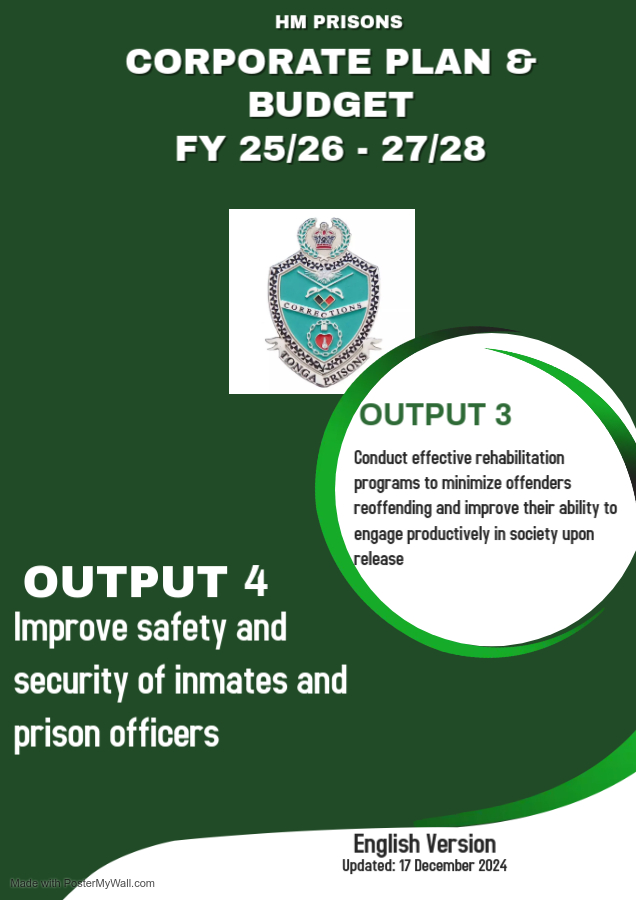 HM PRISONS
CORPORATE PLAN &
BUDGET
FY 25/26 - 27/28
CORRECTIONS
TONGA PRISONS
OUTPUT 3
Conduct effective rehabilitation
programs to minimize offenders
reoffending and improve their ability to
engage productively in society upon
release
OUTPUT 4
Improve safety and
security of inmates and
prison officers
English Version
Updated: 17 December 2024
Made with PosterMyWall.com